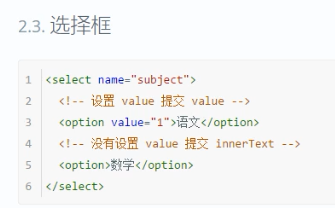 2.3. 选择框
1 <select name="subject">
2 <!-- 设置 value 提交 value -->
3 <option value="1">语文</option>
4 <!-- 没有设置 value 提交 innerText -->
5 <option>数学</option>
6 </select>